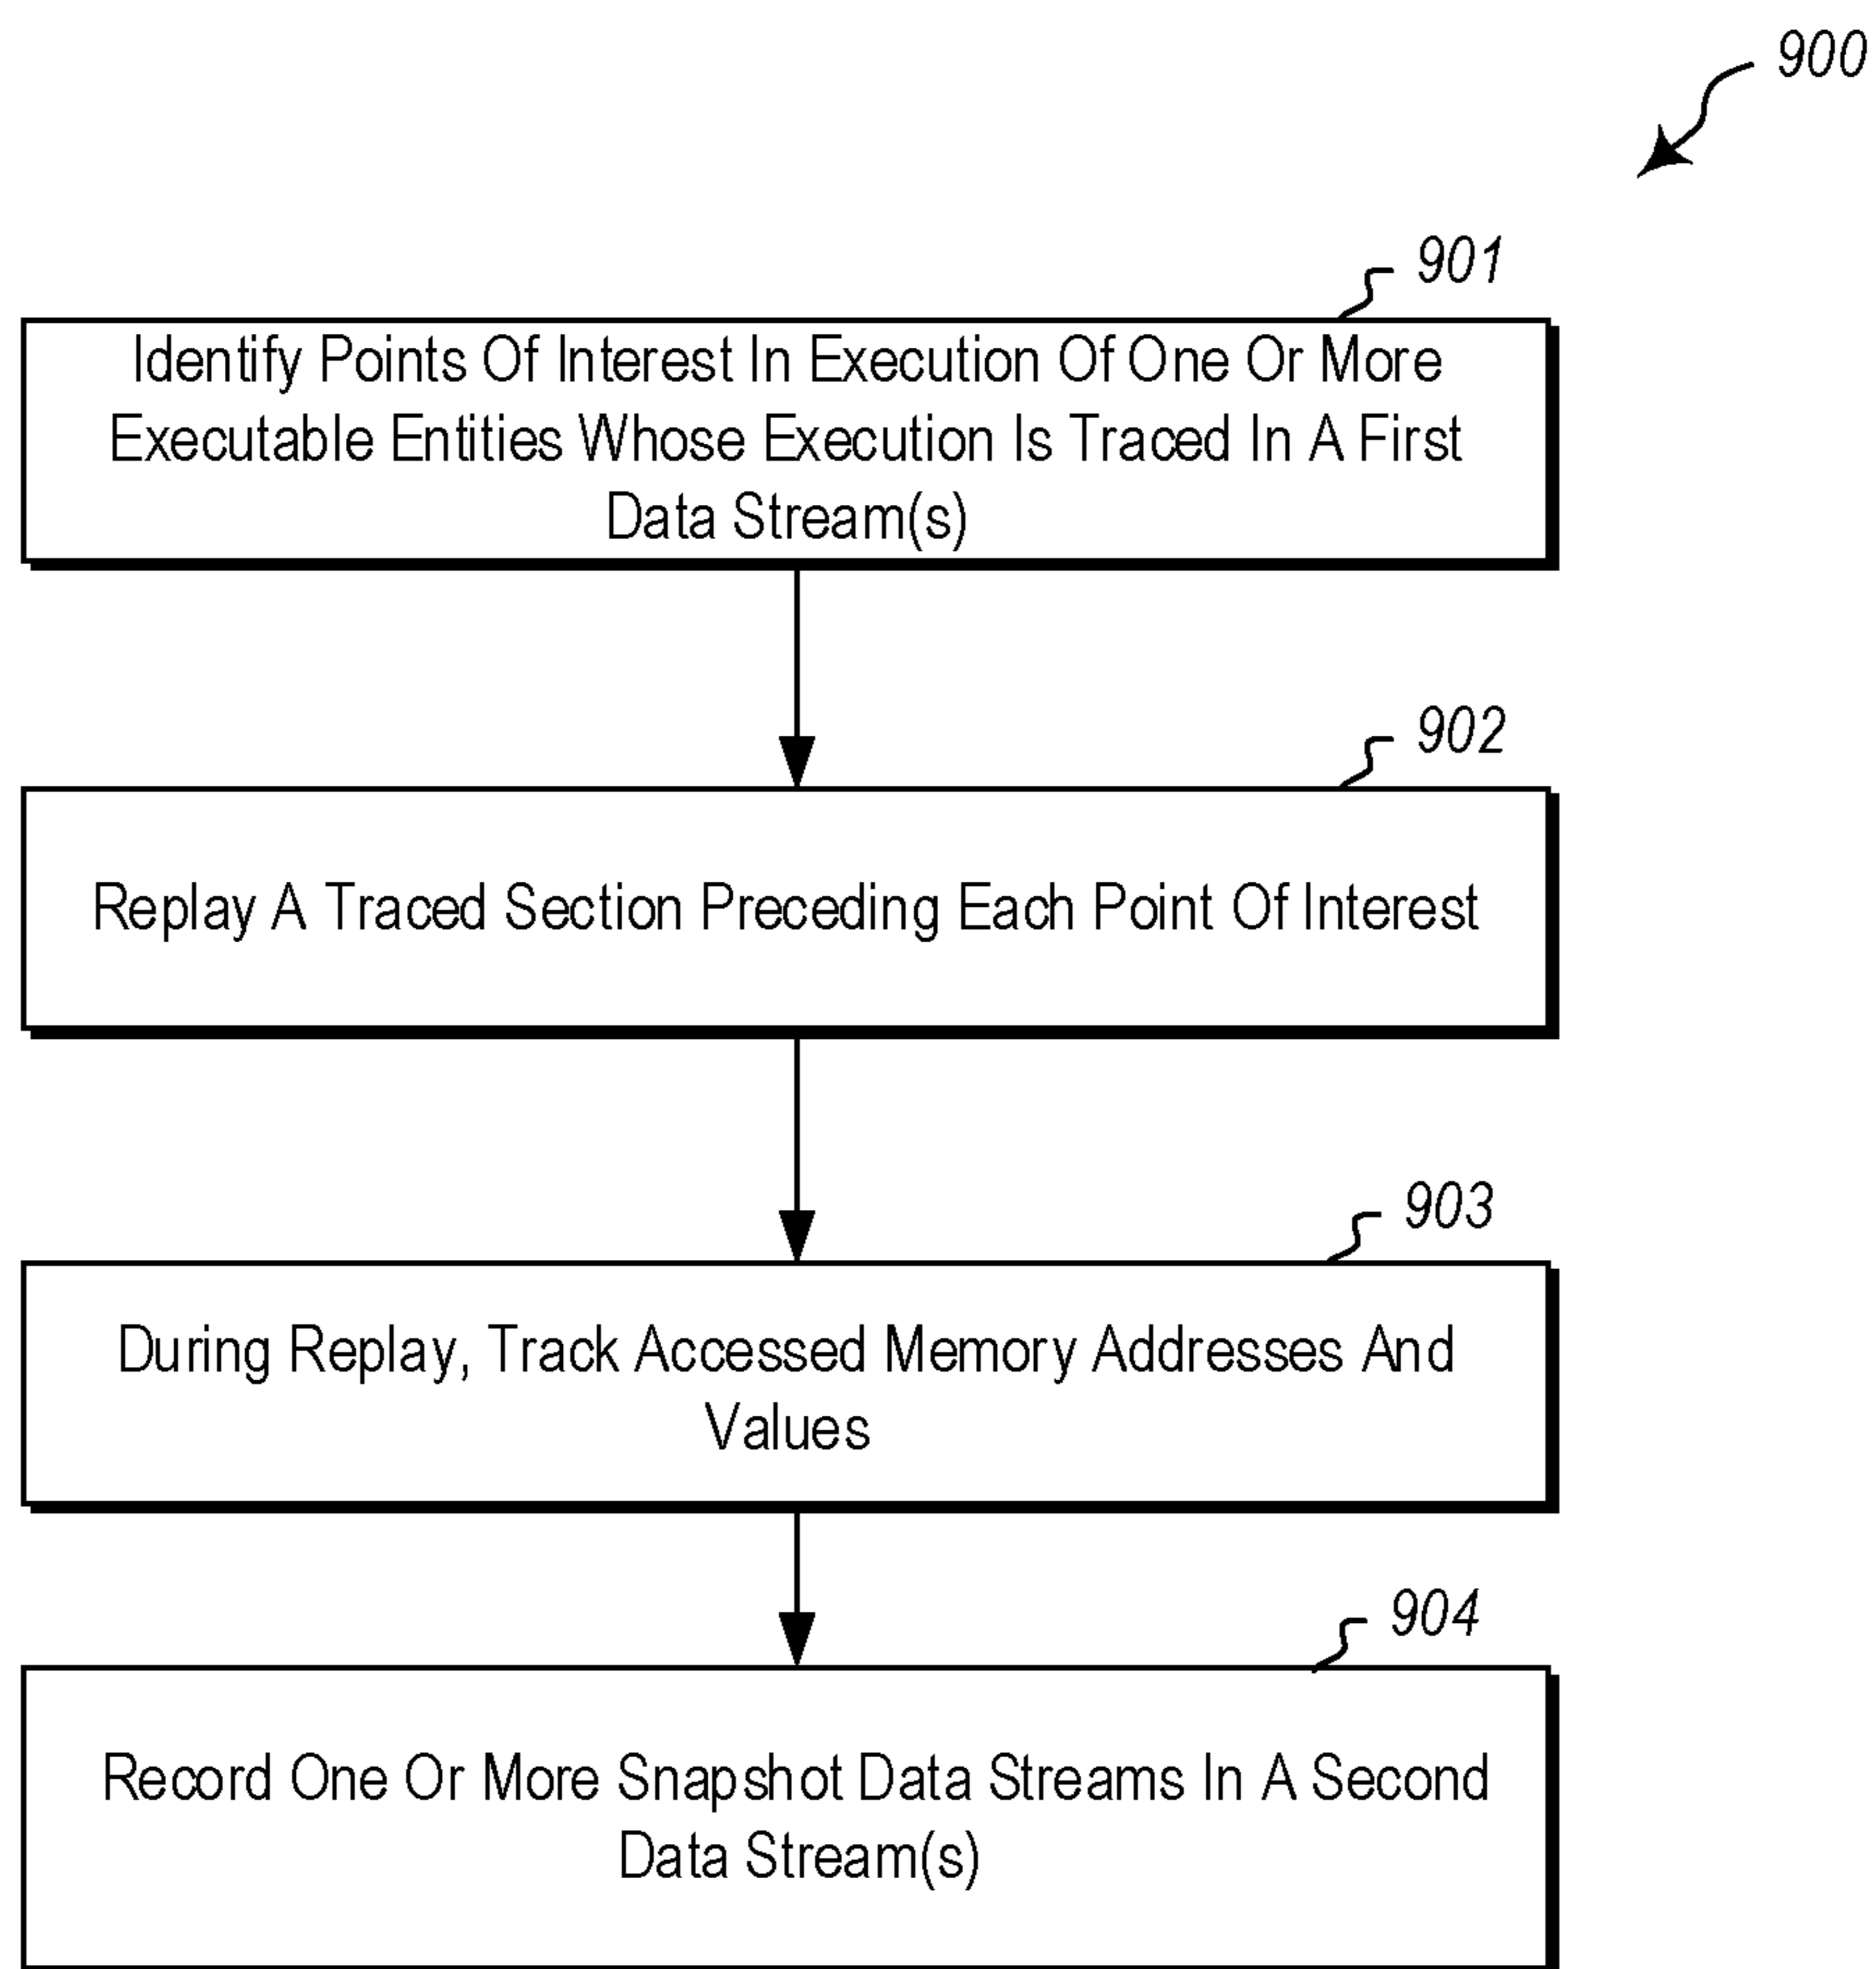 900
901
Identify Points Of Interest In Execution Of One Or More
Executable Entities Whose Execution Is Traced In A First
Data Stream(s)
902
Replay A Traced Section Preceding Each Point Of Interest
903
During Replay, Track Accessed Memory Addresses And
Values
904
Record One Or More Snapshot Data Streams In A Second
Data Stream(s)